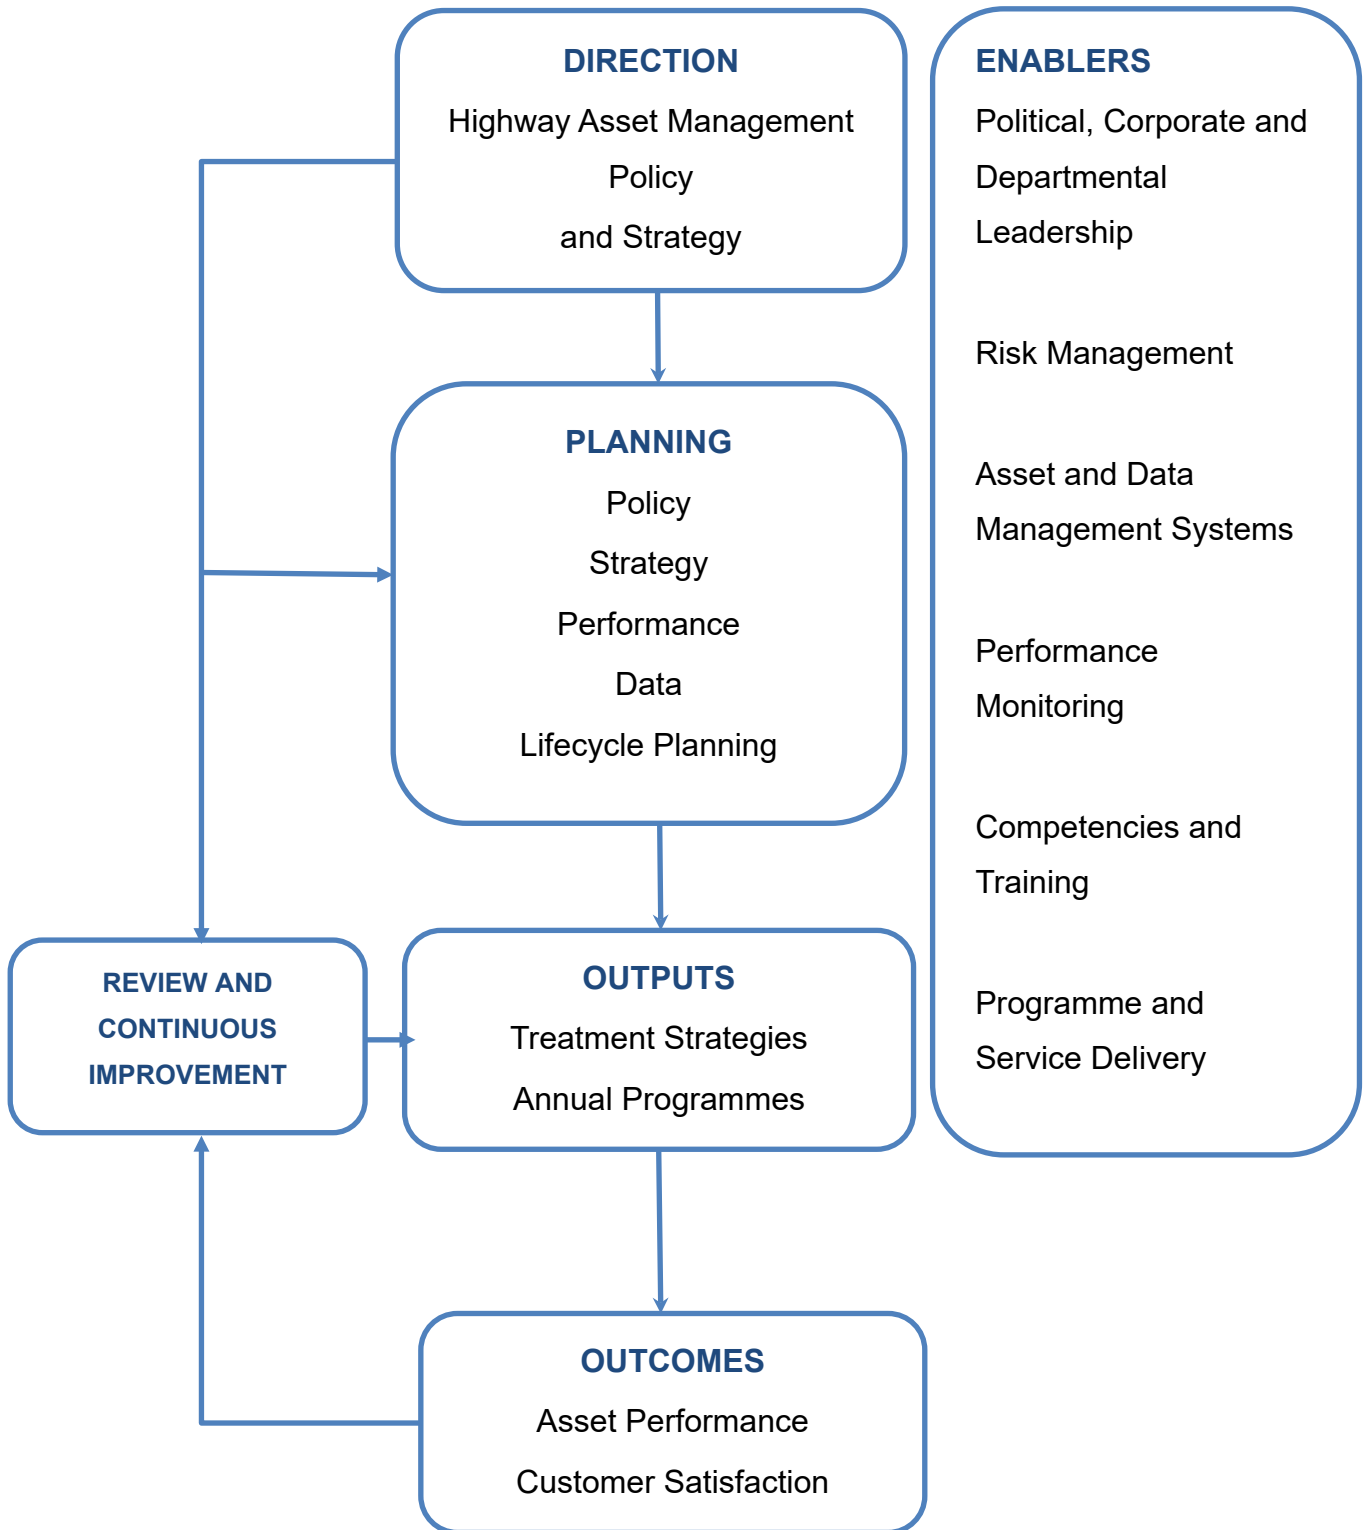 DIRECTION
Highway Asset Management
Policy
and Strategy
PLANNING
Policy
Strategy
Performance
Data
Lifecycle Planning
REVIEW AND
CONTINUOUS
IMPROVEMENT
OUTPUTS
Treatment Strategies
Annual Programmes
OUTCOMES
Asset Performance
Customer Satisfaction
ENABLERS
Political, Corporate and
Departmental
Leadership
Risk Management
Asset and Data
Management Systems
Performance
Monitoring
Competencies and
Training
Programme and
Service Delivery